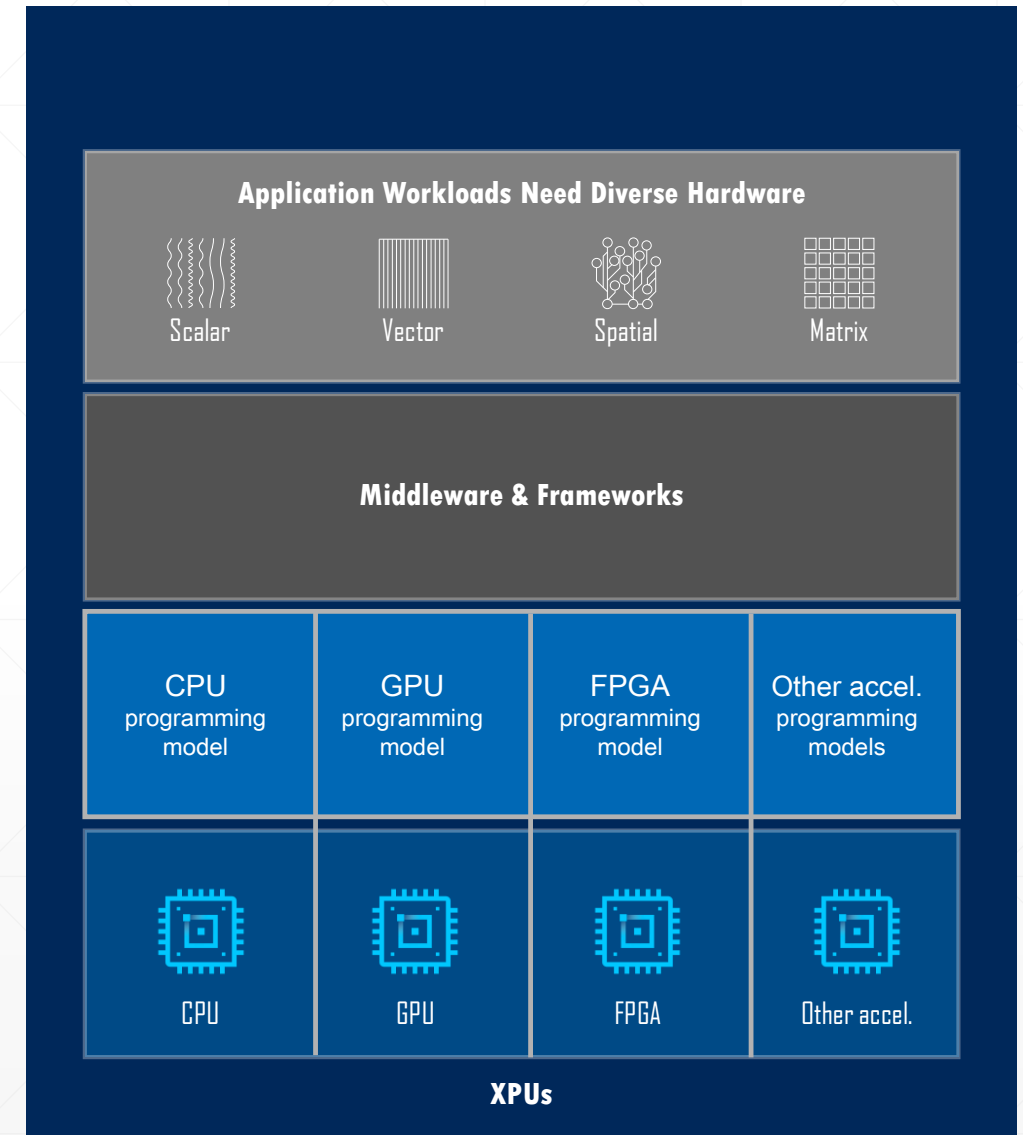 Application Workloads Need Diverse Hardware
Scalar
Vector
Spatial
Matrix
Middleware & Frameworks
CPU
programming
model
GPU
programming
model
FPGA
programming
model
Other accel.
programming
models
CPU
GPU
FPGA
Other accel.
XPUs